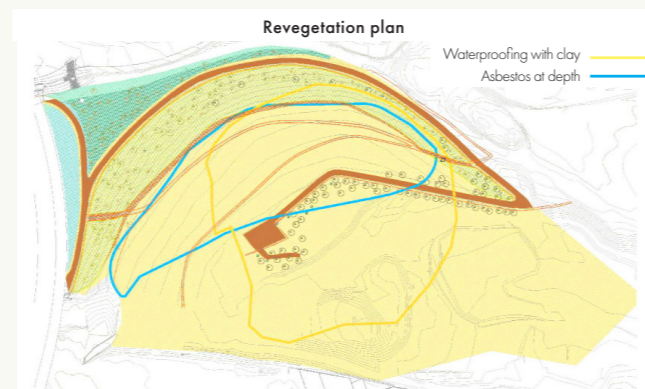 Revegetation plan
Waterproofing with clay
Asbestos at depth